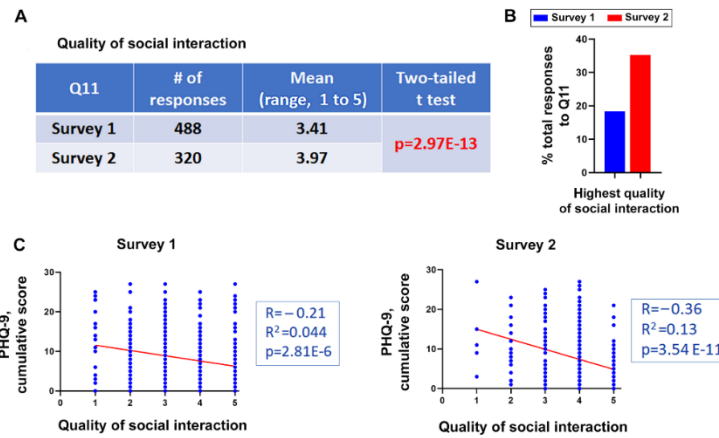 A
Quality of social interaction
Q11
# of
responses
Mean
(range, 1 to 5)
Two-tailed
t test
Survey 1
488
3.41
p=2.97E-13
Survey 2
320
3.97
B
Survey 1
Survey 2
% total responses
to Q11
40
30
20
10
0
Highest quality
of social interaction
C
Survey 1
PHQ-9,
cumulative score
30
20
10
0
0
1
2
3
4
5
Quality of social interaction
R=−0.21
R²=0.044
p=2.81E-6
Survey 2
PHQ-9,
cumulative score
30
20
10
0
0
1
2
3
4
5
Quality of social interaction
R=−0.36
R²=0.13
p=3.54 E-11